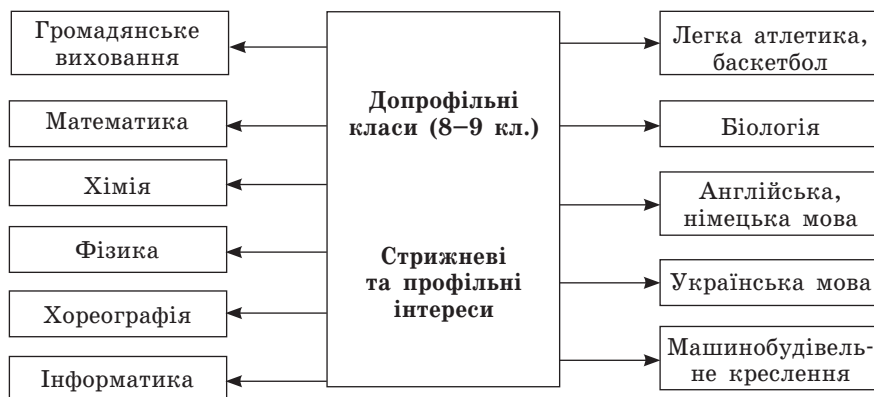 Громадянське
виховання
Математика
Хімія
Фізика
Хореографія
Інформатика
Допрофільні
класи (8–9 кл.)
Стрижневі
та профільні
інтереси
Легка атлетика,
баскетбол
Біологія
Англійська,
німецька мова
Українська мова
Машинобудівель-
не креслення